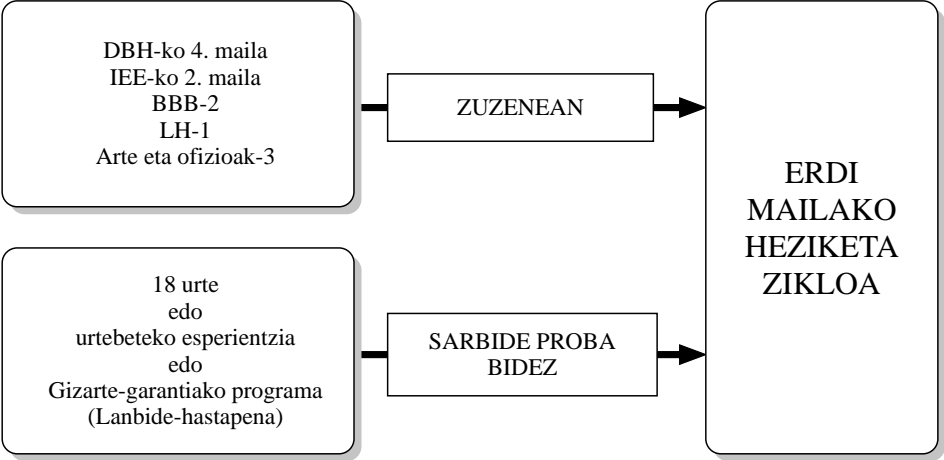 DBH-ko 4. maila
IEE-ko 2. maila
BBB-2
LH-1
Arte eta ofizioak-3
ZUZENEAN
18 urte
edo
urtebeteko esperientzia
edo
Gizarte-garantiako programa
(Lanbide-hastapena)
SARBIDE PROBA
BIDEZ
ERDI
MAILAKO
HEZIKETA
ZIKLOA